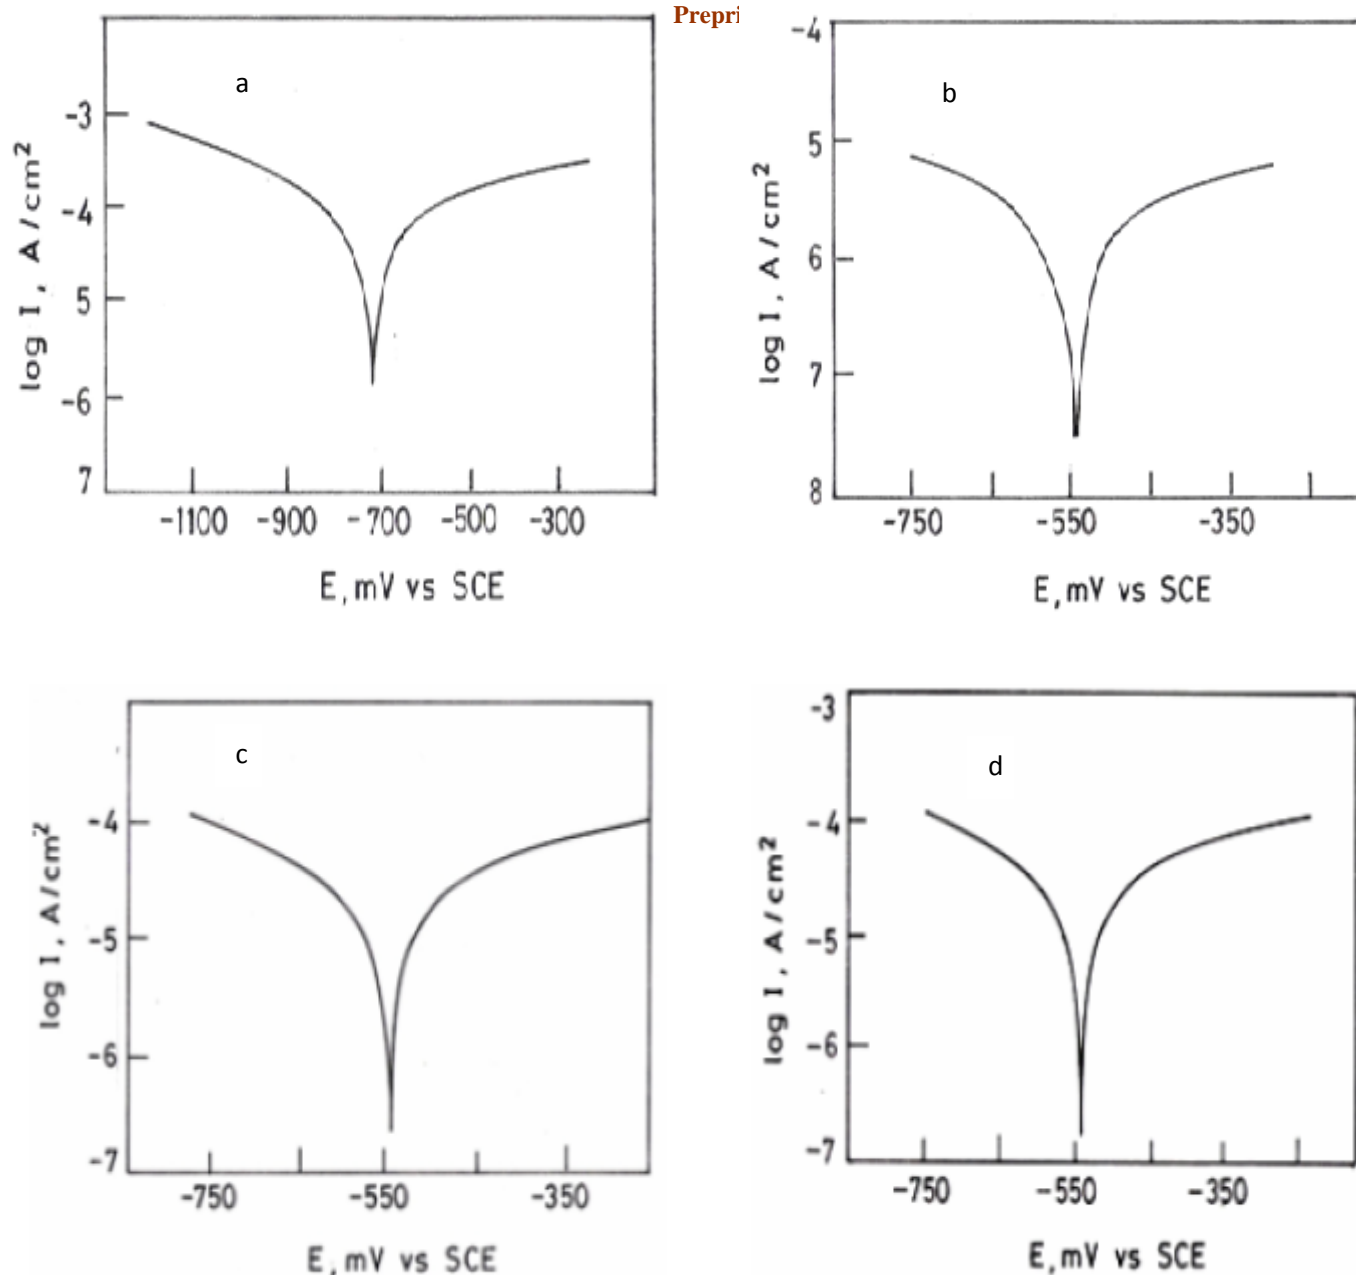 Prepri
a
log I, A/cm²
-3
-4
5
-6
7
-1100 -900 -700 -500 -300
E, mV vs SCE
b
log I, A/cm²
-4
5
6
7
8
-750 -550 -350
E, mV vs SCE
c
log I, A/cm²
-4
-5
-6
-7
-750 -550 -350
E, mV vs SCE
d
log I, A/cm²
-3
-4
-5
-6
-7
-750 -550 -350
E, mV vs SCE